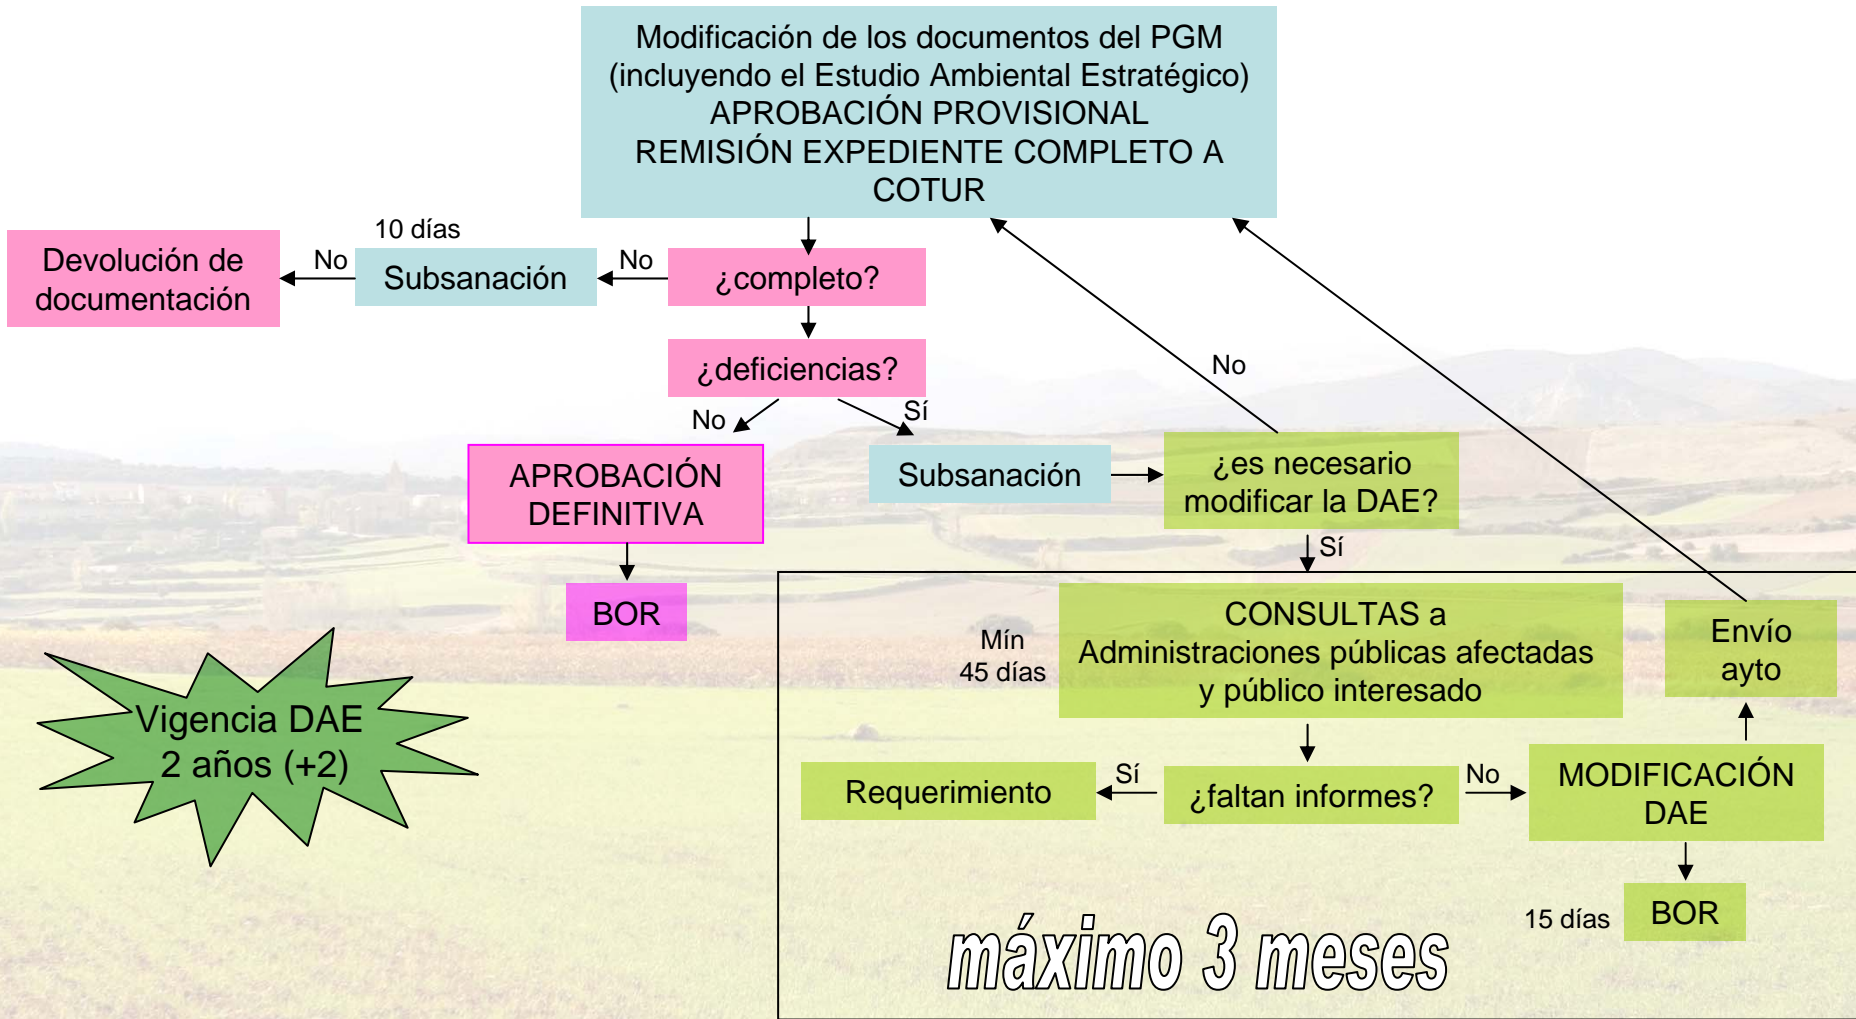 Modificación de los documentos del PGM
(incluyendo el Estudio Ambiental Estratégico)
APROBACIÓN PROVISIONAL
REMISIÓN EXPEDIENTE COMPLETO A
COTUR
10 días
Devolución de
documentación
No
Subsanación
No
¿completo?
¿deficiencias?
No
No
Sí
APROBACIÓN
DEFINITIVA
Subsanación
¿es necesario
modificar la DAE?
Sí
BOR
Mín
45 días
CONSULTAS a
Administraciones públicas afectadas
y público interesado
Envío
ayto
Vigencia DAE
2 años (+2)
Requerimiento
Sí
¿faltan informes?
No
MODIFICACIÓN
DAE
15 días
BOR
máximo 3 meses